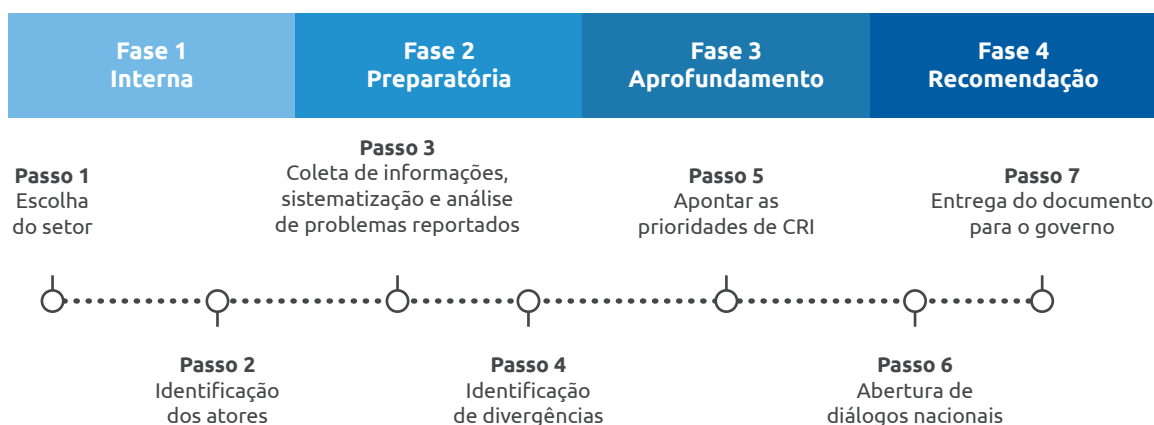 Fase 1
Interna
Fase 2
Preparatória
Fase 3
Aprofundamento
Fase 4
Recomendação
Passo 1
Escolha
do setor
Passo 2
Identificação
dos atores
Passo 3
Coleta de informações,
sistematização e análise
de problemas reportados
Passo 4
Identificação
de divergências
Passo 5
Apontar as
prioridades de CRI
Passo 6
Abertura de
diálogos nacionais
Passo 7
Entrega do documento
para o governo